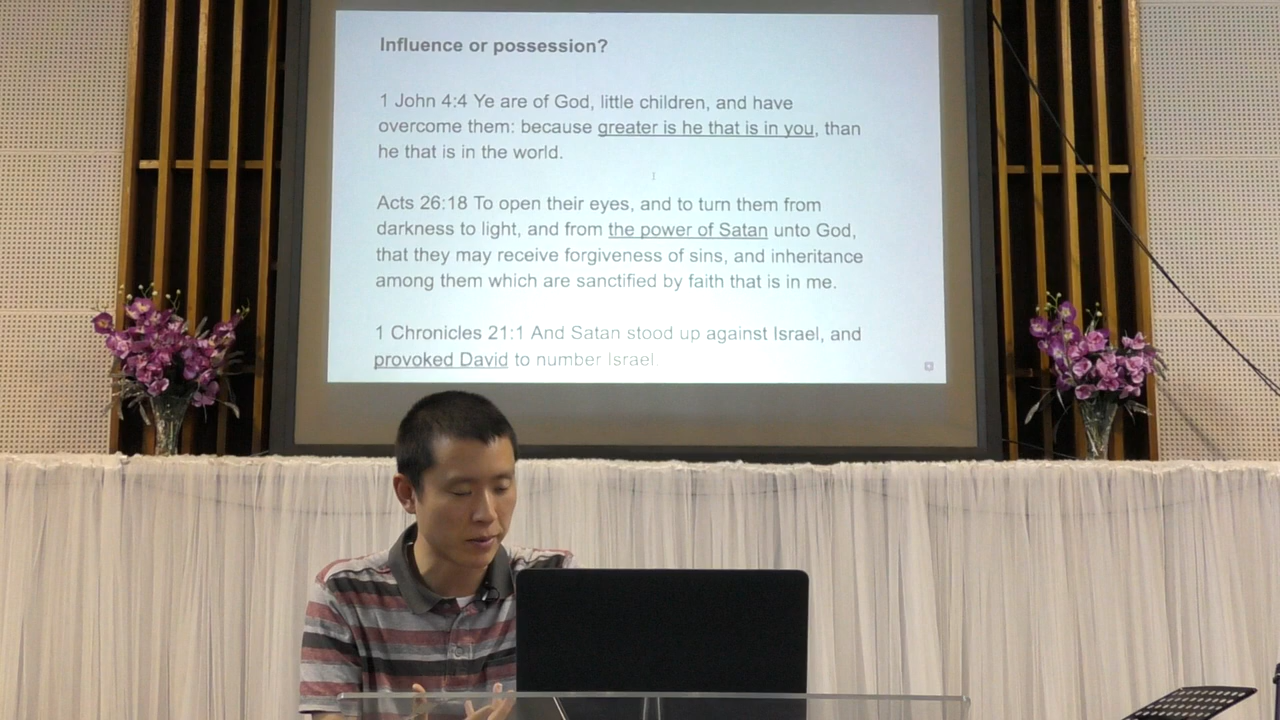 Influence or possession?
1 John 4:4 Ye are of God, little children, and have
overcome them: because greater is he that is in you, than
he that is in the world.
Acts 26:18 To open their eyes, and to turn them from
darkness to light, and from the power of Satan unto God,
that they may receive forgiveness of sins, and inheritance
among them which are sanctified by faith that is in me.
1 Chronicles 21:1 And Satan stood up against Israel, and
provoked David to number Israel.